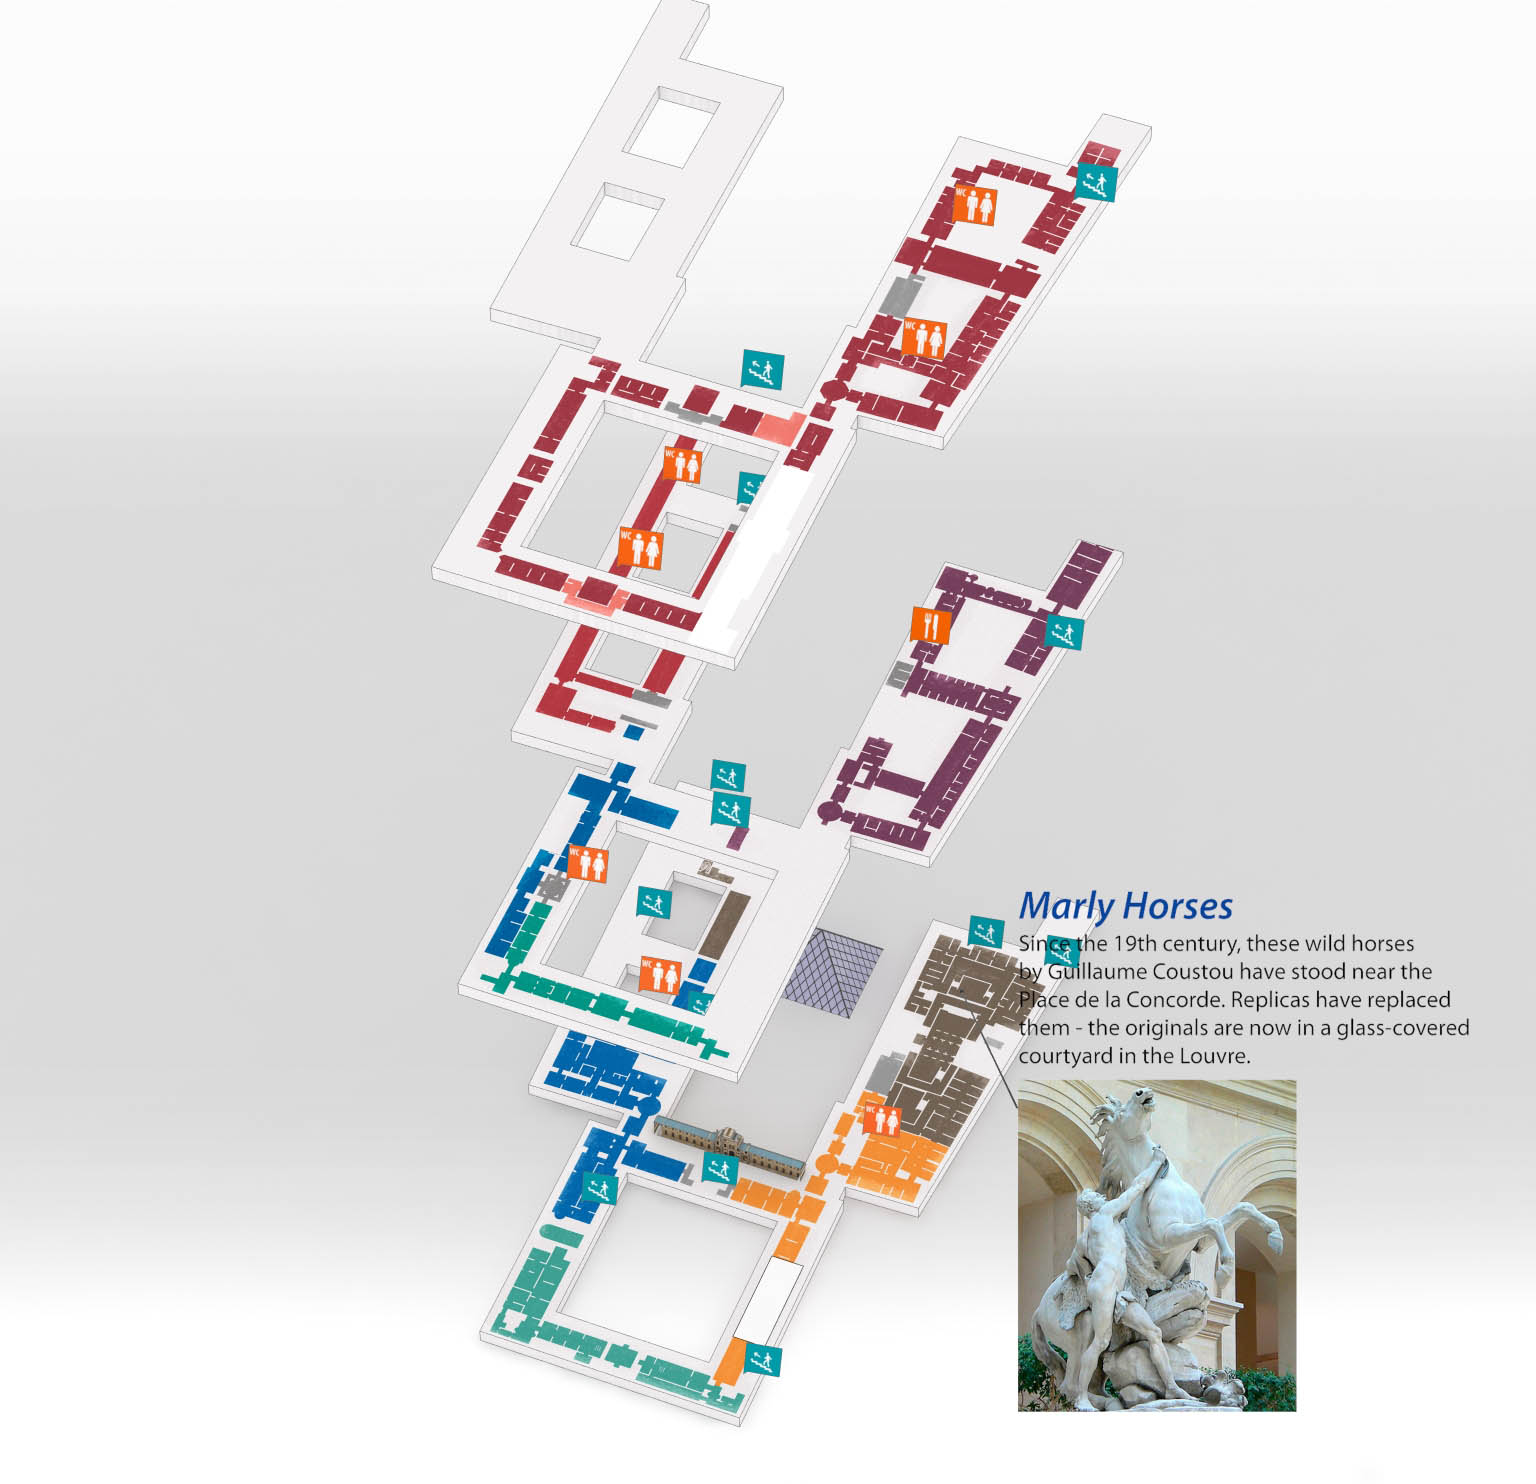 WC
WC
WC
WC
WC
WC
Marly Horses
Since the 19th century, these wild horses
by Guillaume Coustou have stood near the
Place de la Concorde. Replicas have replaced
them - the originals are now in a glass-covered
courtyard in the Louvre.
WC